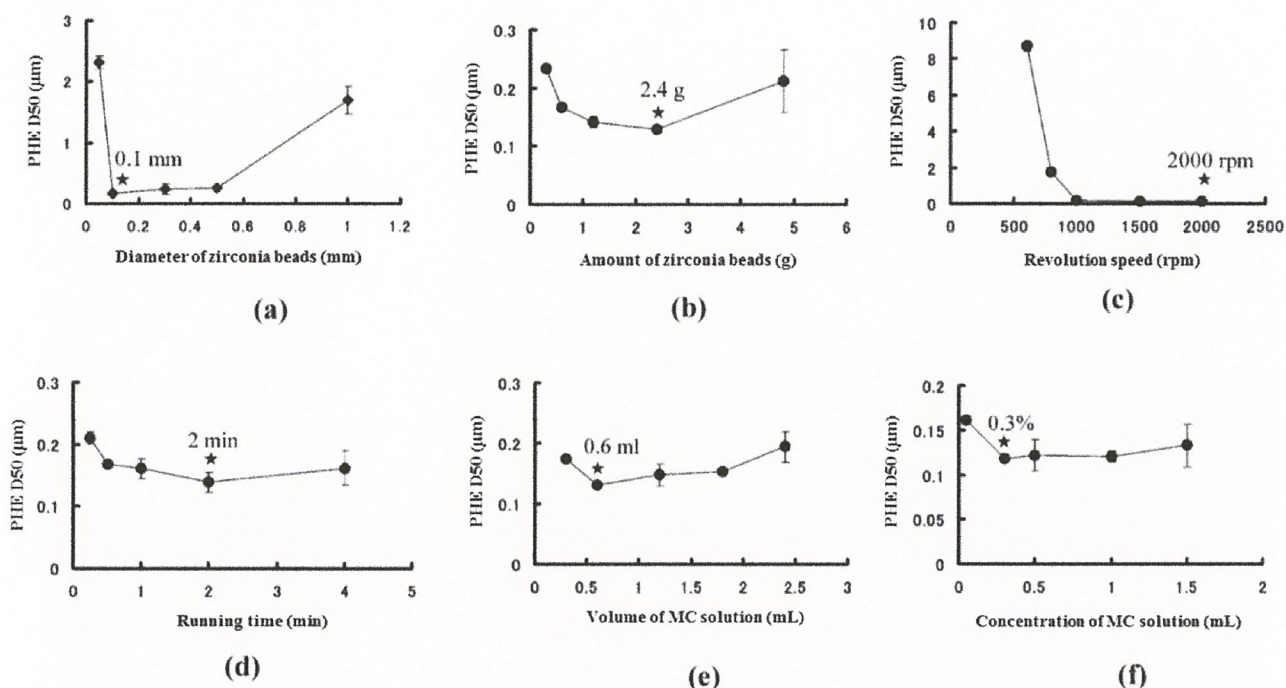 3
2
1
0
PHE D50 (μm)
0.1 mm
★
0 0.2 0.4 0.6 0.8 1 1.2
Diameter of zirconia beads (mm)
(a)
0.3
0.2
0.1
0
PHE D50 (μm)
2.4 g
★
0 1 2 3 4 5 6
Amount of zirconia beads (g)
(b)
10
8
6
4
2
0
PHE D50 (μm)
2000 rpm
★
0 500 1000 1500 2000 2500
Revolution speed (rpm)
(c)
0.3
0.2
0.1
0
PHE D50 (μm)
2 min
★
0 1 2 3 4 5
Running time (min)
(d)
0.3
0.2
0.1
0
PHE D50 (μm)
0.6 ml
★
0 0.5 1 1.5 2 2.5 3
Volume of MC solution (mL)
(e)
0.2
0.15
0.1
0.05
0
PHE D50 (μm)
0.3%
★
0 0.5 1 1.5 2
Concentration of MC solution (mL)
(f)